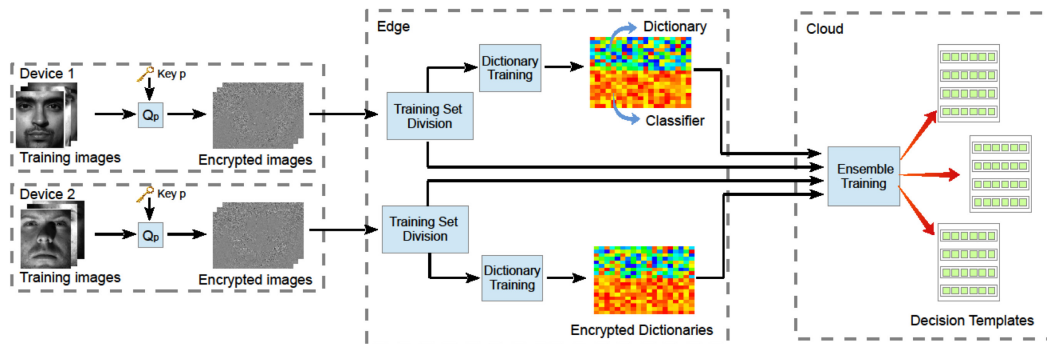 Device 1
Key p
Qp
Training images
Encrypted images
Device 2
Key p
Qp
Training images
Encrypted images
Edge
Training Set
Division
Dictionary
Training
Dictionary
Classifier
Training Set
Division
Dictionary
Training
Encrypted Dictionaries
Cloud
Ensemble
Training
Decision Templates